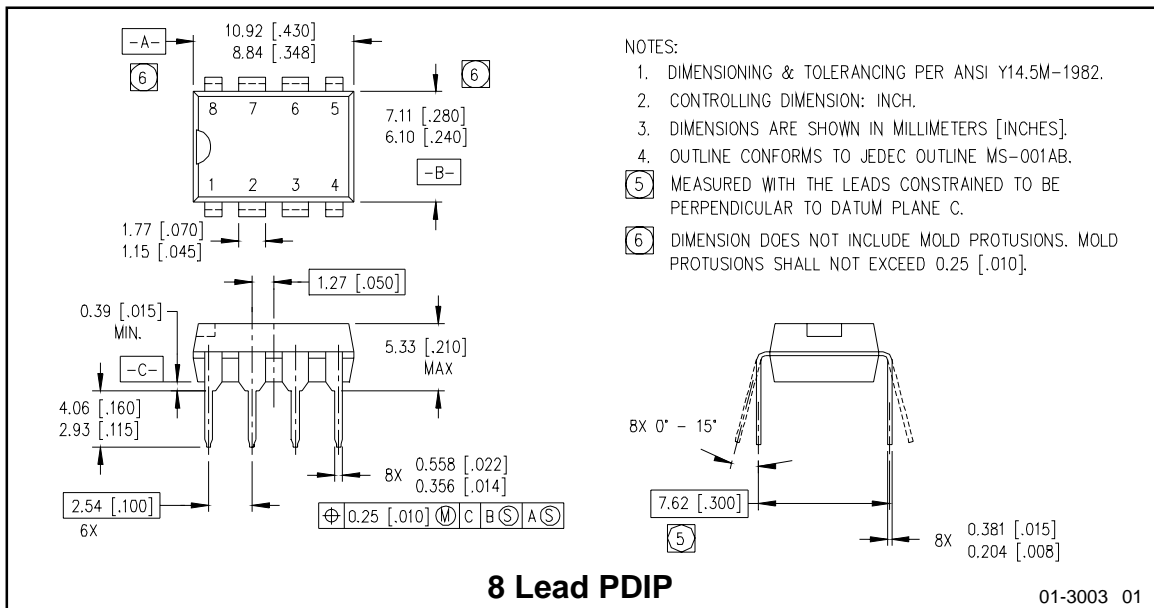 10.92 [.430]
8.84 [.348]
-A-
6
6
8 7 6 5
7.11 [.280]
6.10 [.240]
-B-
1 2 3 4
1.77 [.070]
1.15 [.045]
1.27 [.050]
0.39 [.015]
MIN.
5.33 [.210]
MAX
-C-
4.06 [.160]
2.93 [.115]
8X 0.558 [.022]
0.356 [.014]
2.54 [.100]
6X
⌖ 0.25 [.010] Ⓜ C B Ⓢ A Ⓢ
NOTES:
1. DIMENSIONING & TOLERANCING PER ANSI Y14.5M-1982.
2. CONTROLLING DIMENSION: INCH.
3. DIMENSIONS ARE SHOWN IN MILLIMETERS [INCHES].
4. OUTLINE CONFORMS TO JEDEC OUTLINE MS-001AB.
5 MEASURED WITH THE LEADS CONSTRAINED TO BE
PERPENDICULAR TO DATUM PLANE C.
6 DIMENSION DOES NOT INCLUDE MOLD PROTUSIONS. MOLD
PROTUSIONS SHALL NOT EXCEED 0.25 [.010].
8X 0° - 15°
7.62 [.300]
5
8X 0.381 [.015]
0.204 [.008]
8 Lead PDIP
01-3003 01